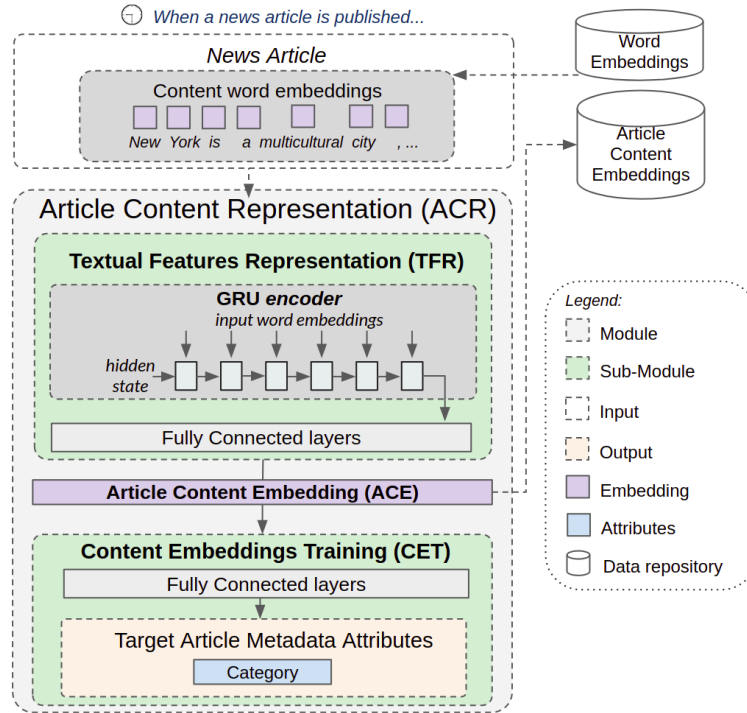 When a news article is published...
News Article
Content word embeddings
New York is a multicultural city , ...
Word
Embeddings
Article
Content
Embeddings
Article Content Representation (ACR)
Textual Features Representation (TFR)
GRU encoder
input word embeddings
hidden
state
Fully Connected layers
Article Content Embedding (ACE)
Content Embeddings Training (CET)
Fully Connected layers
Target Article Metadata Attributes
Category
Legend:
Module
Sub-Module
Input
Output
Embedding
Attributes
Data repository